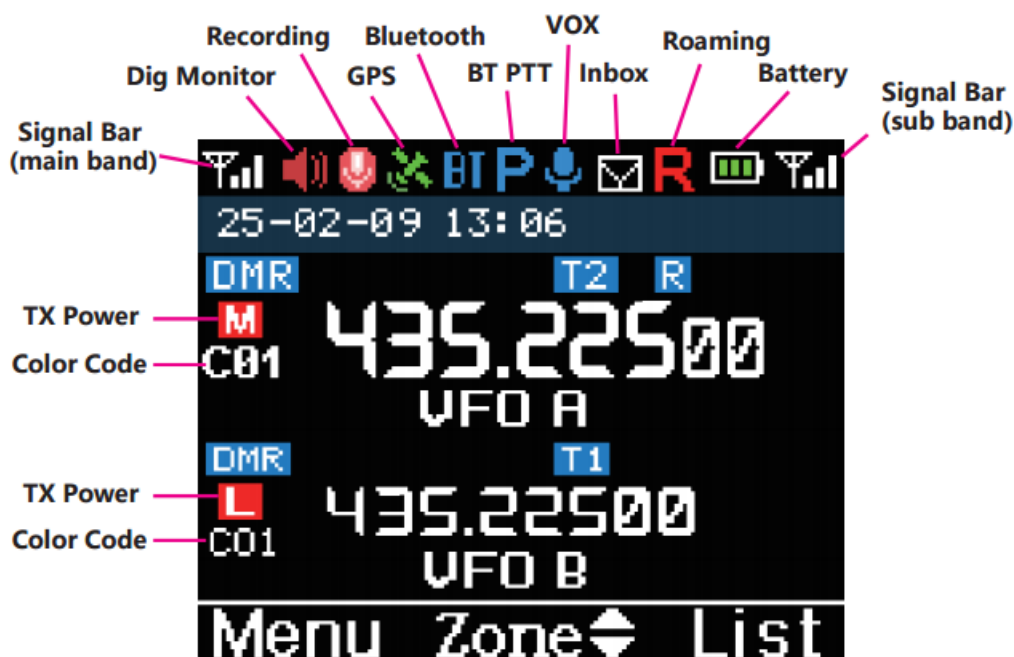 VOX
Recording Bluetooth Roaming
Dig Monitor GPS BT PTT Inbox Battery
Signal Bar
(main band)
Signal Bar
(sub band)
BT P R
25-02-09 13:06
DMR T2 R
TX Power M 435.22500
Color Code C01
VFO A
DMR T1
TX Power L 435.22500
Color Code C01
VFO B
Menu Zone List